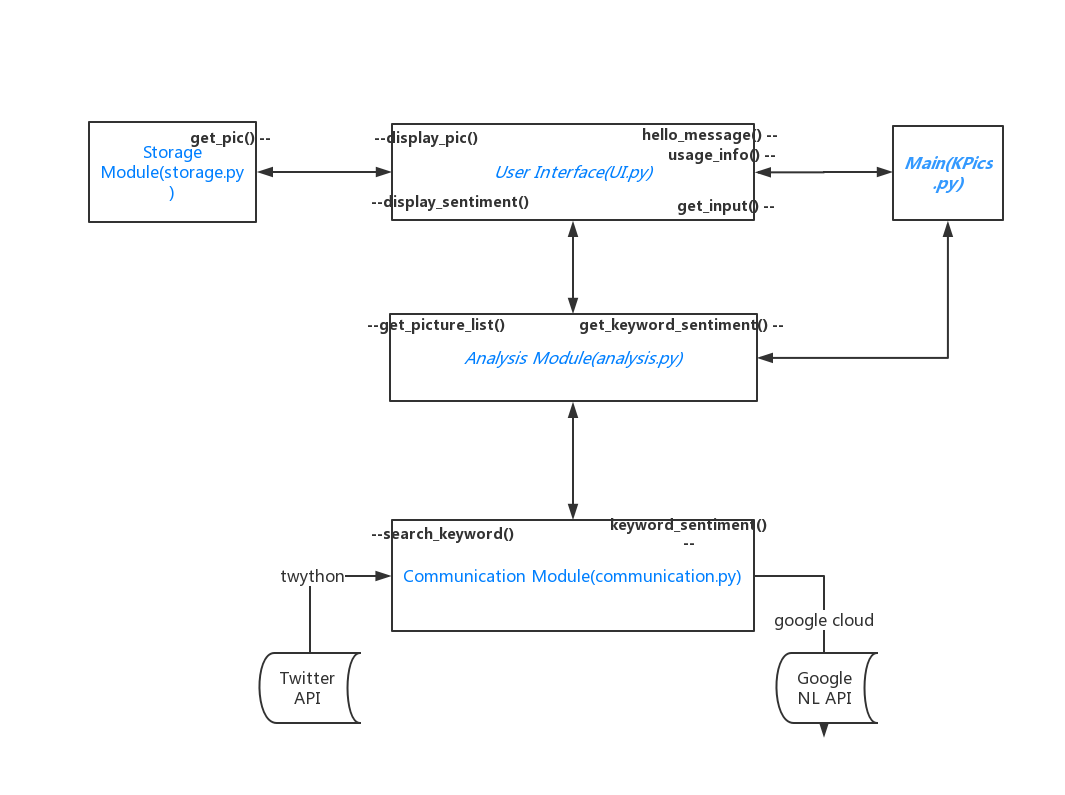 get_pic() --
Storage
Module(storage.py
)
--display_pic()
hello_message() --
usage_info() --
User Interface(UI.py)
--display_sentiment()
get_input() --
Main(KPics
.py)
--get_picture_list()
get_keyword_sentiment() --
Analysis Module(analysis.py)
--search_keyword()
keyword_sentiment()
--
twython
Communication Module(communication.py)
google cloud
Twitter
API
Google
NL API